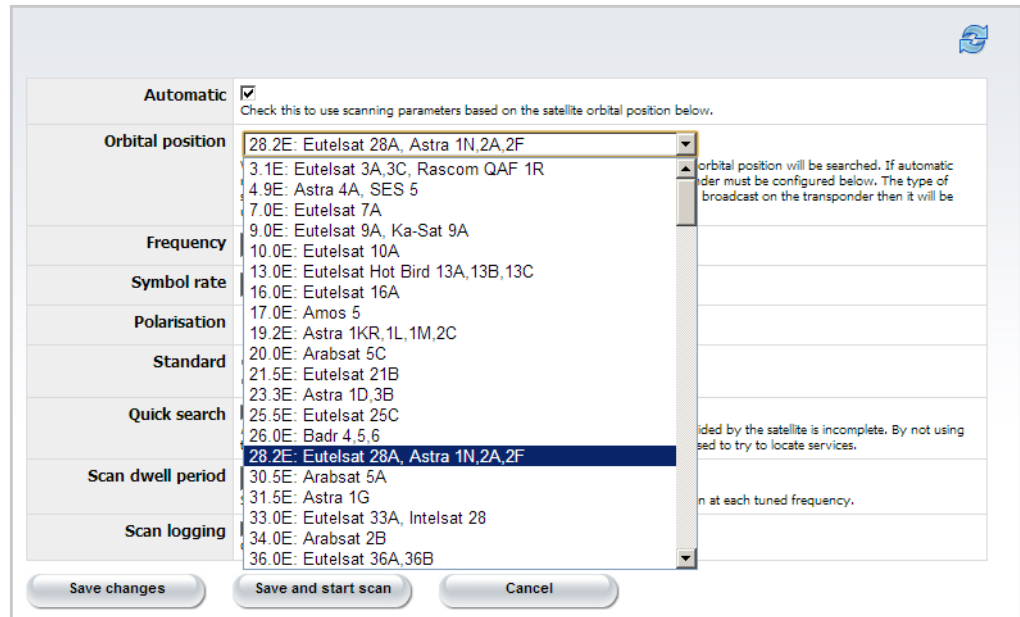 Automatic
Check this to use scanning parameters based on the satellite orbital position below.
Orbital position
28.2E: Eutelsat 28A, Astra 1N,2A,2F
3.1E: Eutelsat 3A,3C, Rascom QAF 1R
orbital position will be searched. If automatic
4.9E: Astra 4A, SES 5
must be configured below. The type of
broadcast on the transponder then it will be
7.0E: Eutelsat 7A
9.0E: Eutelsat 9A, Ka-Sat 9A
Frequency
10.0E: Eutelsat 10A
13.0E: Eutelsat Hot Bird 13A,13B,13C
Symbol rate
16.0E: Eutelsat 16A
17.0E: Amos 5
Polarisation
19.2E: Astra 1KR,1L,1M,2C
20.0E: Arabsat 5C
Standard
21.5E: Eutelsat 21B
23.3E: Astra 1D,3B
Quick search
25.5E: Eutelsat 25C
26.0E: Badr 4,5,6
by the satellite is incomplete. By not using
28.2E: Eutelsat 28A, Astra 1N,2A,2F
to try to locate services.
Scan dwell period
30.5E: Arabsat 5A
31.5E: Astra 1G
at each tuned frequency.
33.0E: Eutelsat 33A, Intelsat 28
Scan logging
34.0E: Arabsat 2B
36.0E: Eutelsat 36A,36B
Save changes
Save and start scan
Cancel